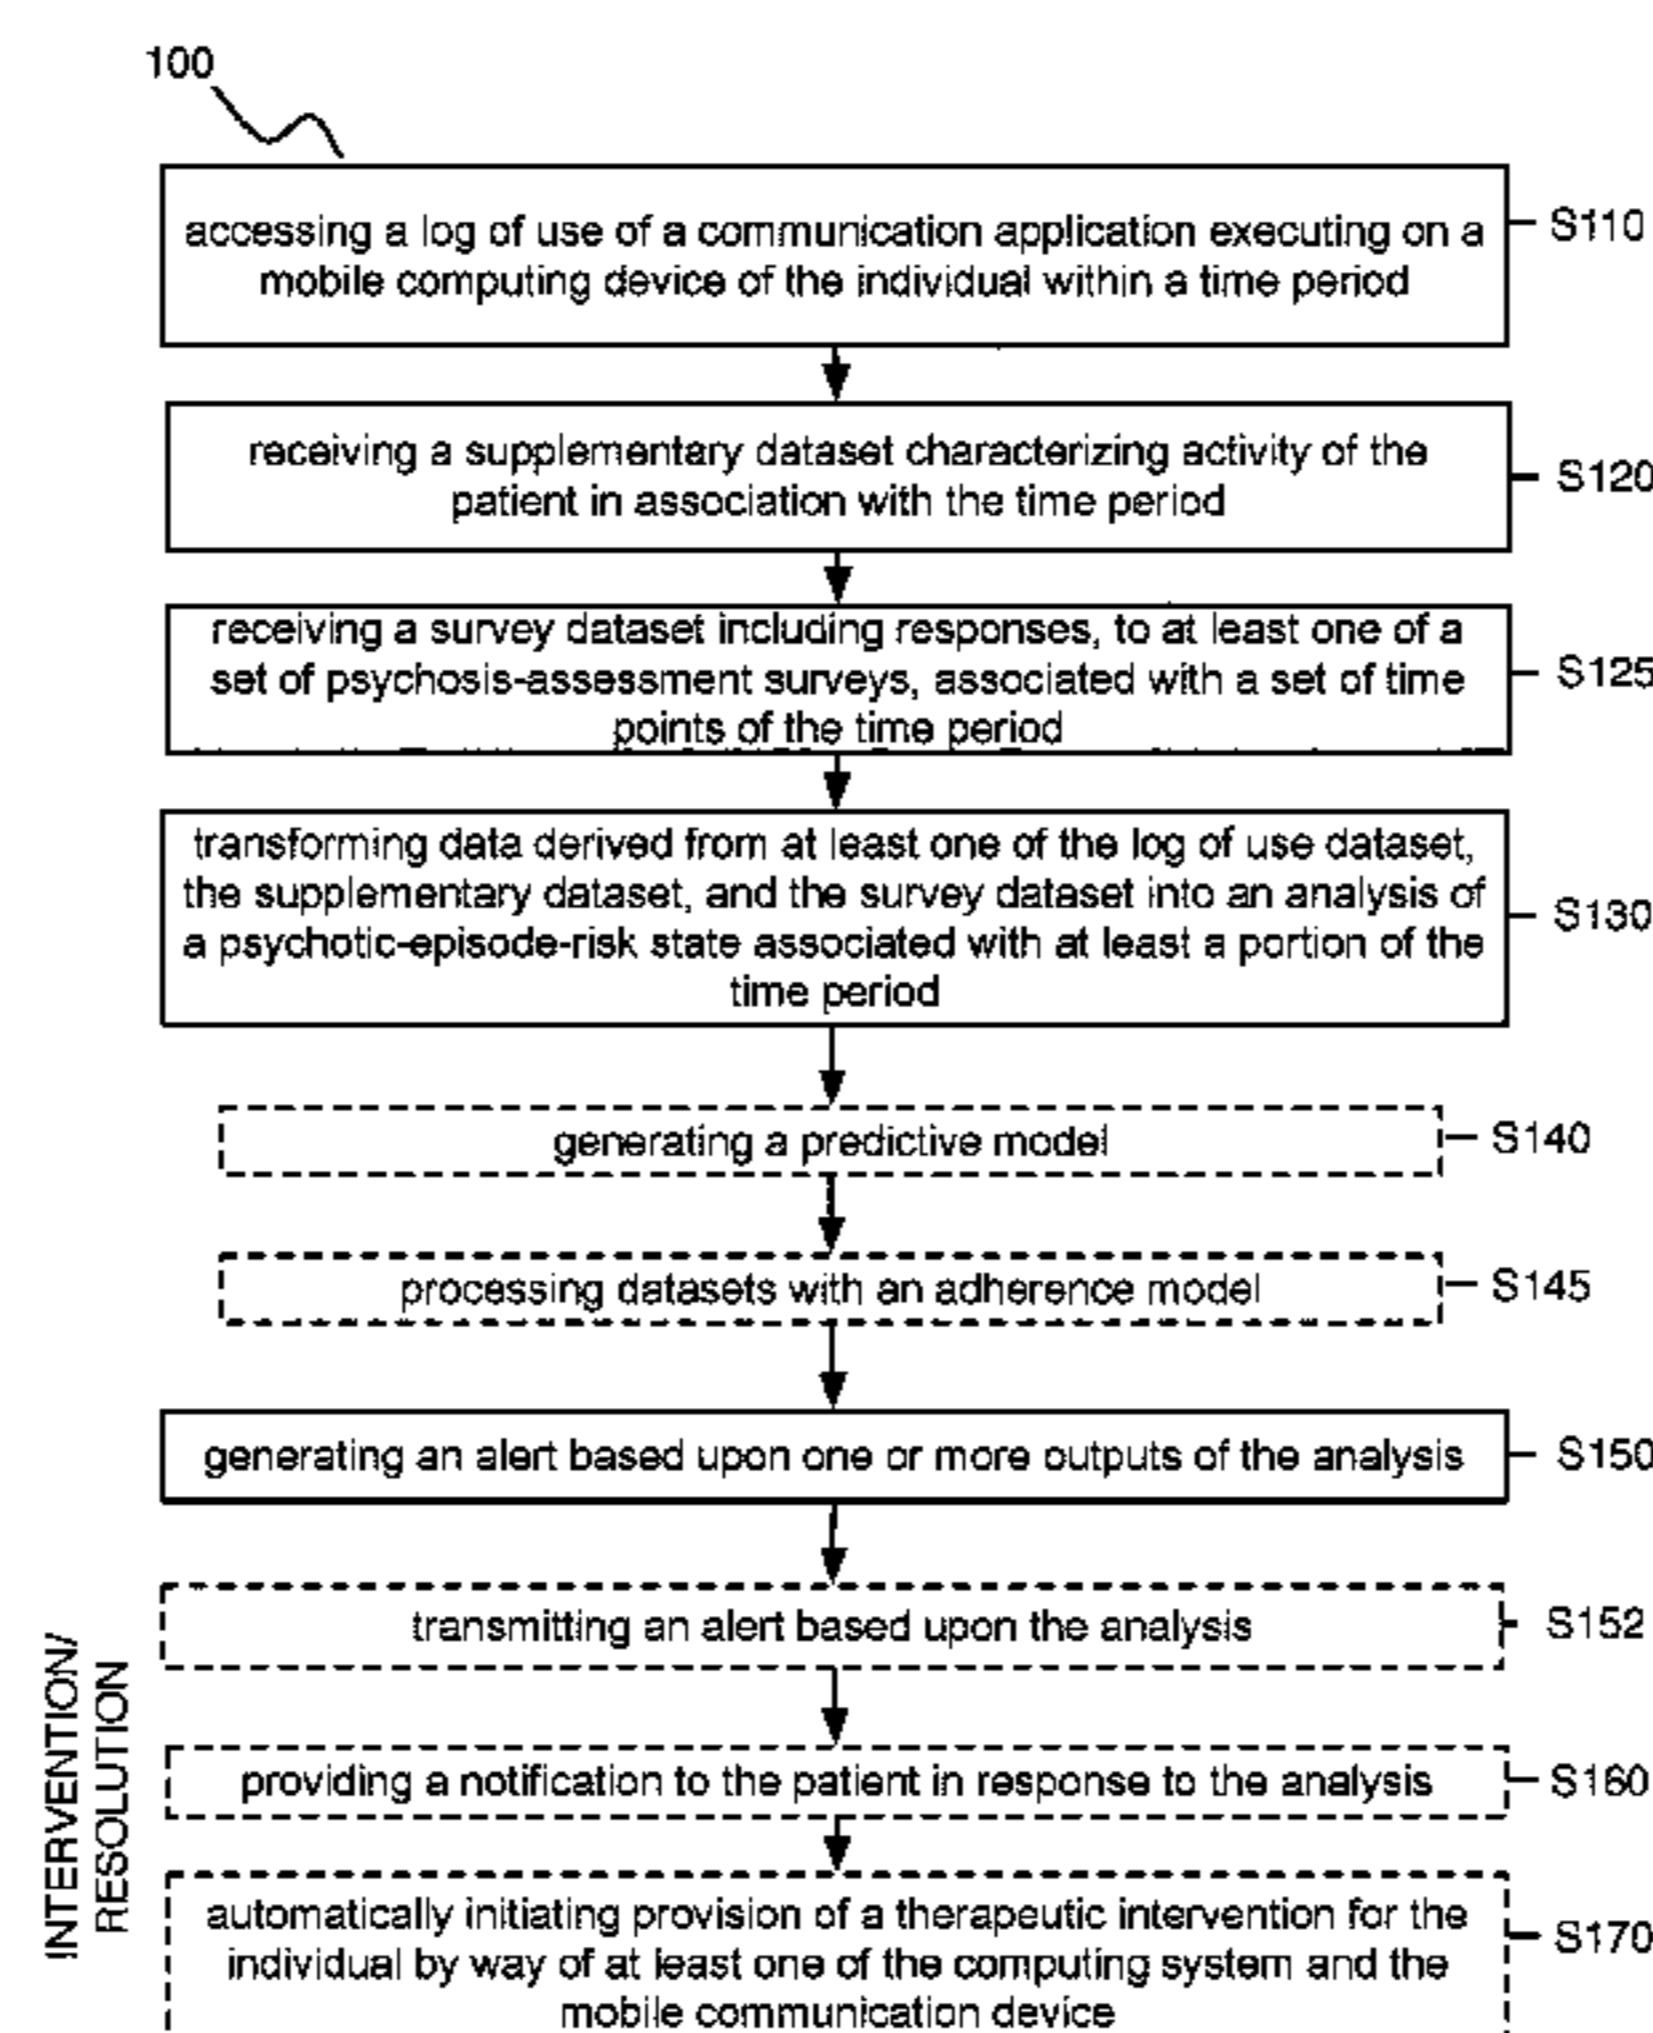 100
accessing a log of use of a communication application executing on a
mobile computing device of the individual within a time period
S110
receiving a supplementary dataset characterizing activity of the
patient in association with the time period
S120
receiving a survey dataset including responses, to at least one of a
set of psychosis-assessment surveys, associated with a set of time
points of the time period
S125
transforming data derived from at least one of the log of use dataset,
the supplementary dataset, and the survey dataset into an analysis of
a psychotic-episode-risk state associated with at least a portion of the
time period
S130
generating a predictive model
S140
processing datasets with an adherence model
S145
generating an alert based upon one or more outputs of the analysis
S150
transmitting an alert based upon the analysis
S152
INTERVENTION/
RESOLUTION
providing a notification to the patient in response to the analysis
S160
automatically initiating provision of a therapeutic intervention for the
individual by way of at least one of the computing system and the
mobile communication device
S170